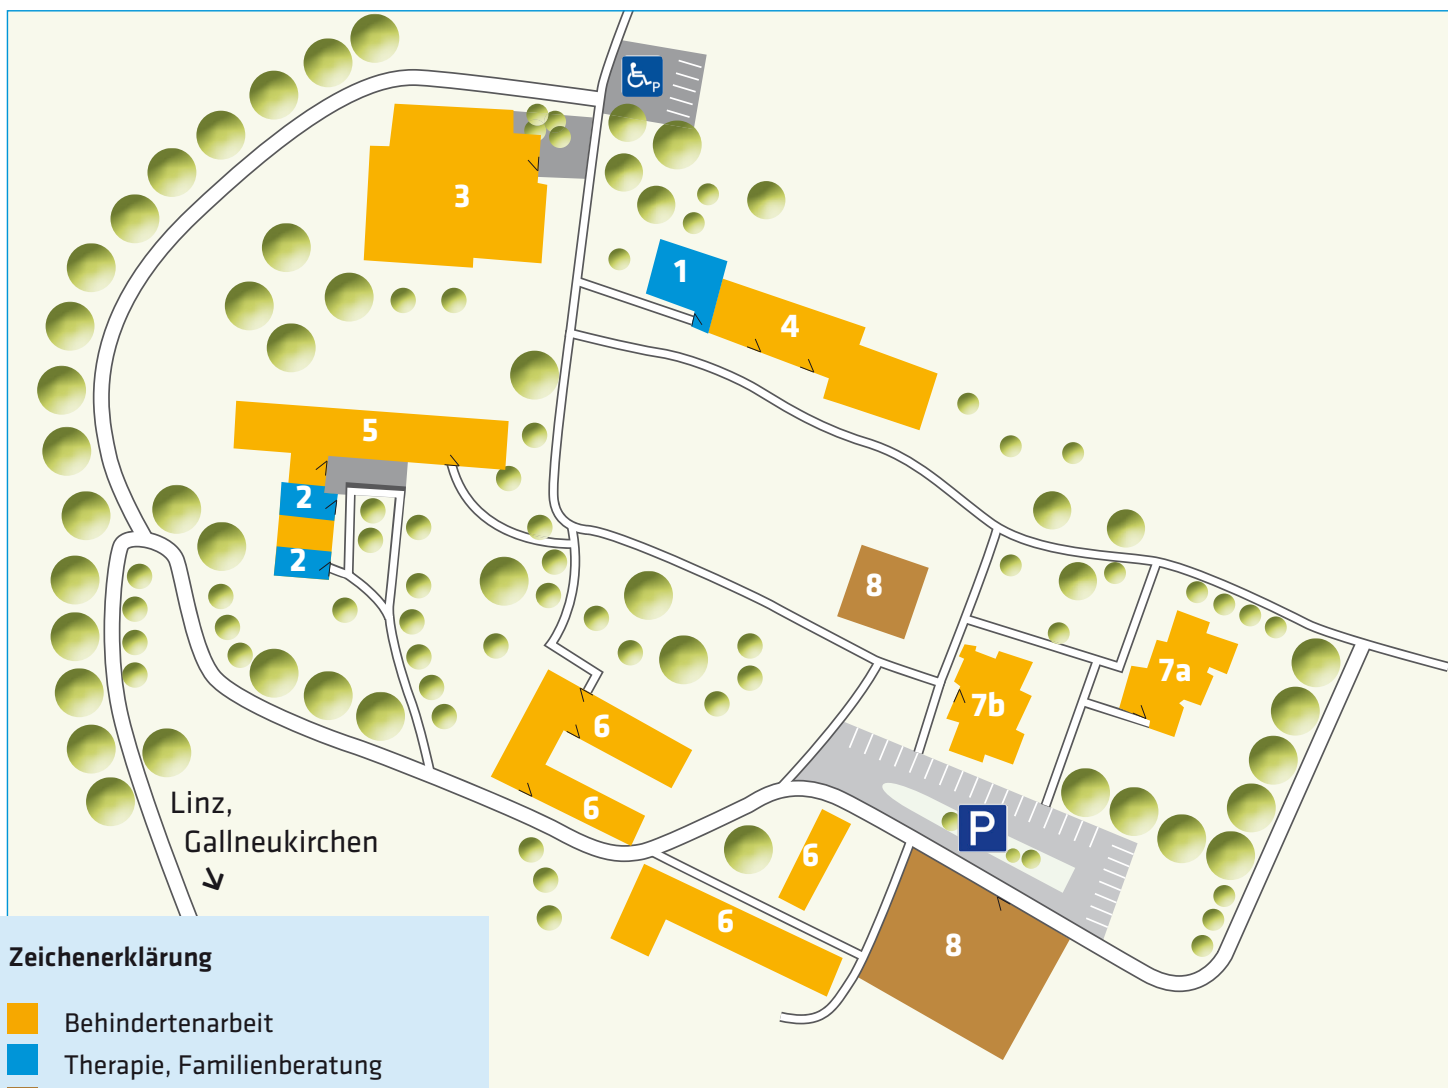 P
3
1
4
5
2
2
8
7a
7b
6
6
P
6
6
8
Linz,
Gallneukirchen
Zeichenerklärung
Behindertenarbeit
Therapie, Familienberatung